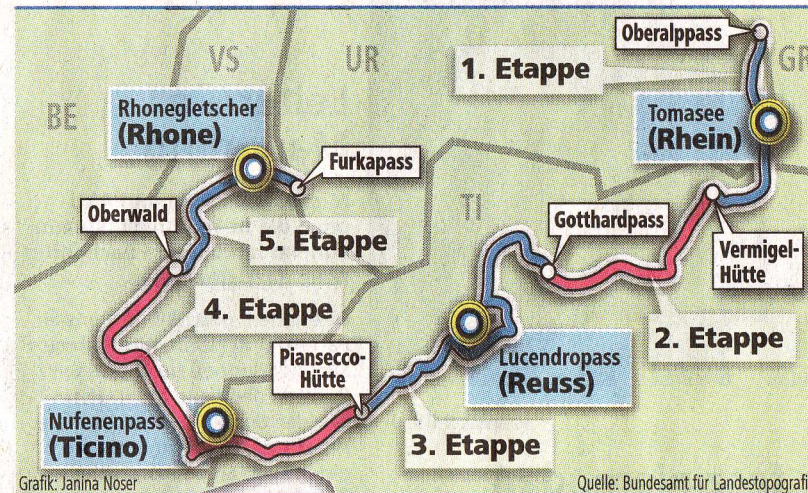 Oberalppass
VS
UR
GR
1. Etappe
BE
Rhonegletscher
(Rhone)
Tomasee
(Rhein)
Furkapass
TI
Oberwald
Gotthardpass
5. Etappe
Vermigel-
Hütte
4. Etappe
2. Etappe
Piansecco-
Hütte
Lucendropass
(Reuss)
Nufenenpass
(Ticino)
3. Etappe
Grafik: Janina Noser
Quelle: Bundesamt für Landestopografi